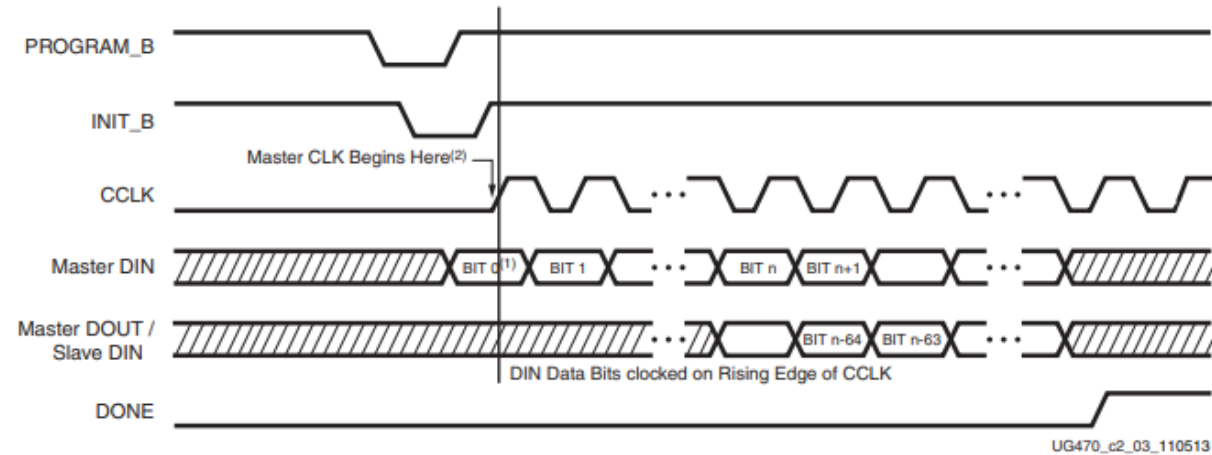 PROGRAM_B
INIT_B
Master CLK Begins Here(2)
CCLK
Master DIN
BIT 0(1)
BIT 1
BIT n
BIT n+1
Master DOUT /
Slave DIN
BIT n-64
BIT n-63
DIN Data Bits clocked on Rising Edge of CCLK
DONE
UG470_c2_03_110513